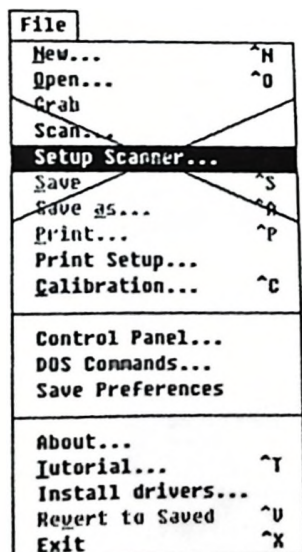 File
New... ^N
Open... ^O
Grab
Scan...
Setup Scanner...
Save ^S
Save as... ^A
Print... ^P
Print Setup...
Calibration... ^C
Control Panel...
DOS Commands...
Save Preferences
About...
Tutorial... ^T
Install drivers...
Revert to Saved ^U
Exit ^X